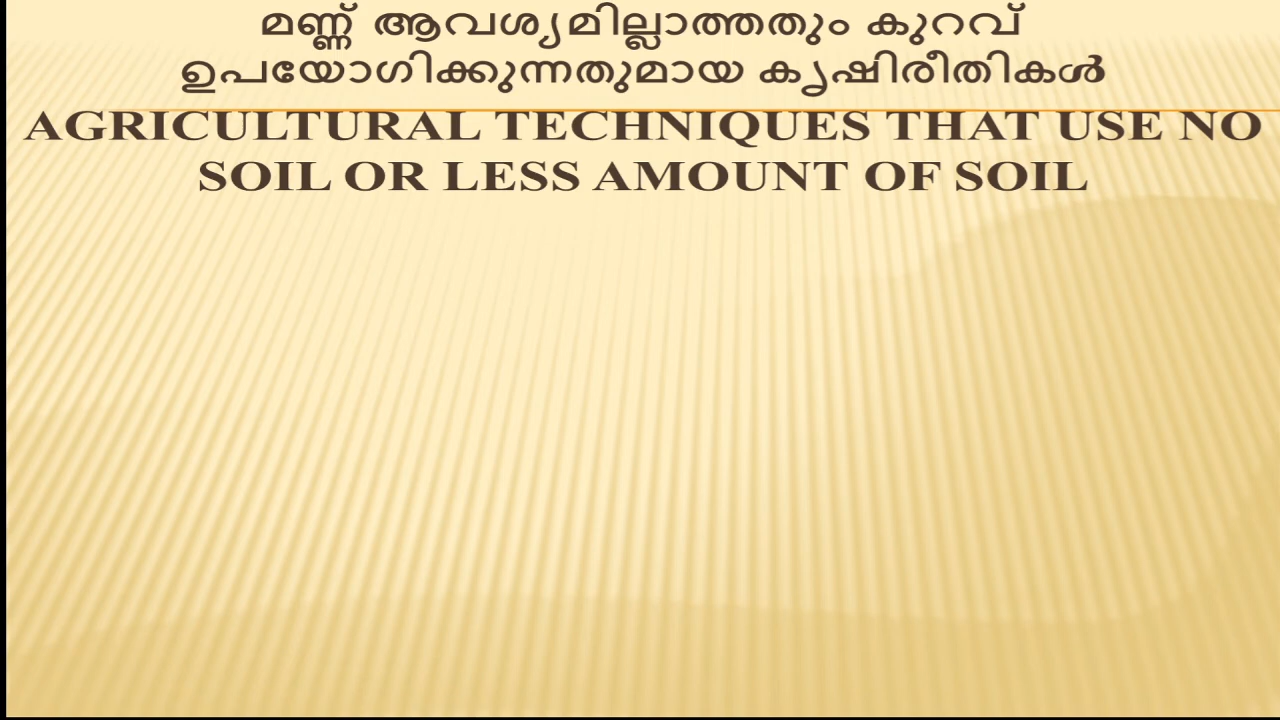 മണ്ണ് ആവശ്യമില്ലാത്തതും കുറവ്
ഉപയോഗിക്കുന്നതുമായ കൃഷിരീതികൾ
AGRICULTURAL TECHNIQUES THAT USE NO
SOIL OR LESS AMOUNT OF SOIL